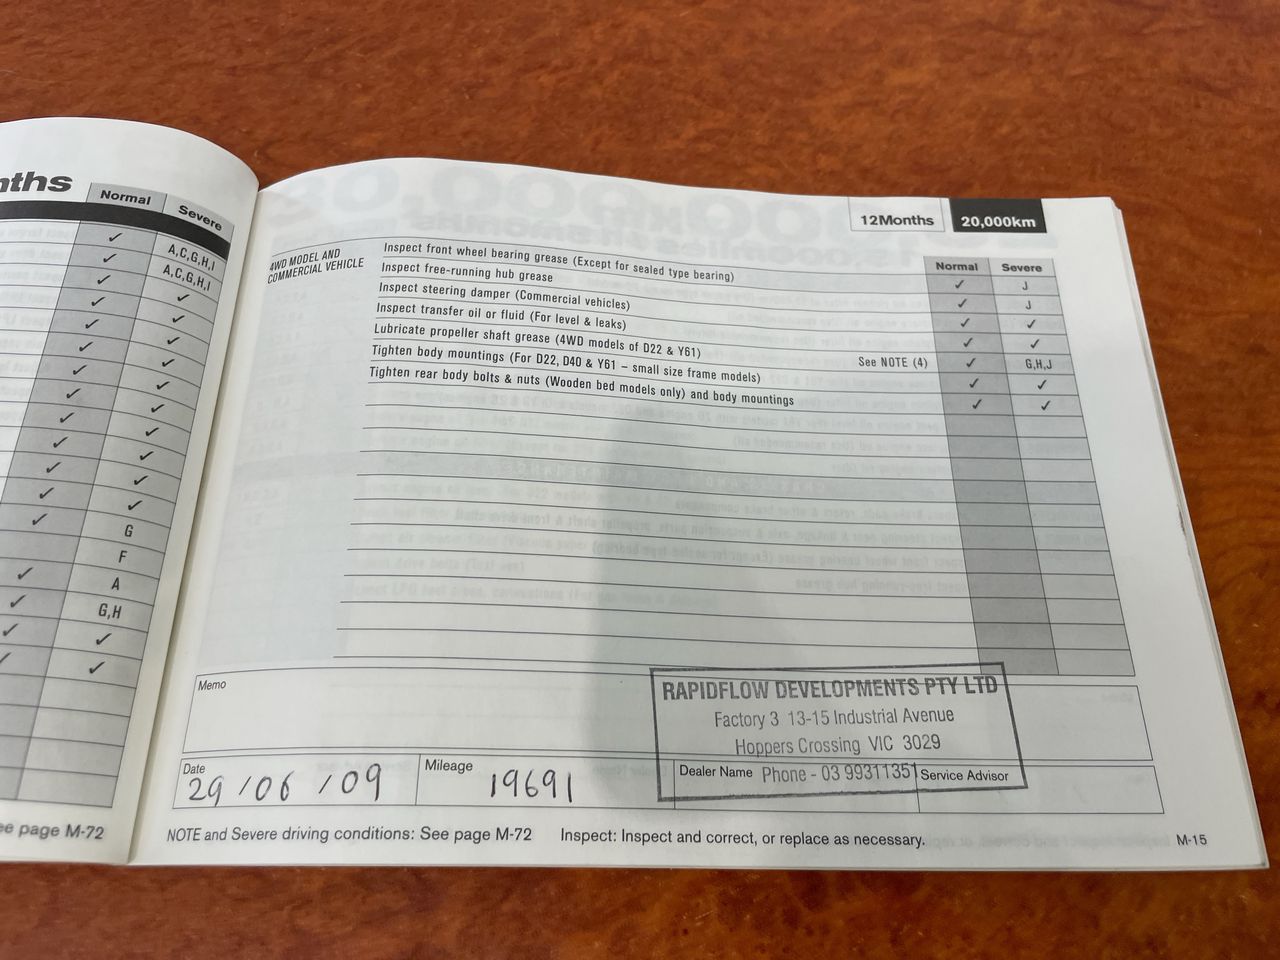 nths
Normal Severe
✓ A,C,G,H,I
✓ A,C,G,H,I
✓ ✓
✓ ✓
✓ ✓
✓ ✓
✓ ✓
✓ ✓
✓ ✓
✓ ✓
✓ ✓
✓ ✓
✓ G
F
✓ A
✓ G,H
✓ ✓
✓ ✓
ee page M-72
12Months 20,000km
Normal Severe
4WD MODEL AND
COMMERCIAL VEHICLE
Inspect front wheel bearing grease (Except for sealed type bearing) ✓ J
Inspect free-running hub grease ✓ J
Inspect steering damper (Commercial vehicles) ✓ ✓
Inspect transfer oil or fluid (For level & leaks) ✓ ✓
Lubricate propeller shaft grease (4WD models of D22 & Y61) See NOTE (4) ✓ G,H,J
Tighten body mountings (For D22, D40 & Y61 – small size frame models) ✓ ✓
Tighten rear body bolts & nuts (Wooden bed models only) and body mountings ✓ ✓
Memo
RAPIDFLOW DEVELOPMENTS PTY LTD
Factory 3 13-15 Industrial Avenue
Hoppers Crossing VIC 3029
Phone - 03 99311351
Date
29 / 06 / 09
Mileage
19691
Dealer Name
Service Advisor
NOTE and Severe driving conditions: See page M-72 Inspect: Inspect and correct, or replace as necessary.
M-15